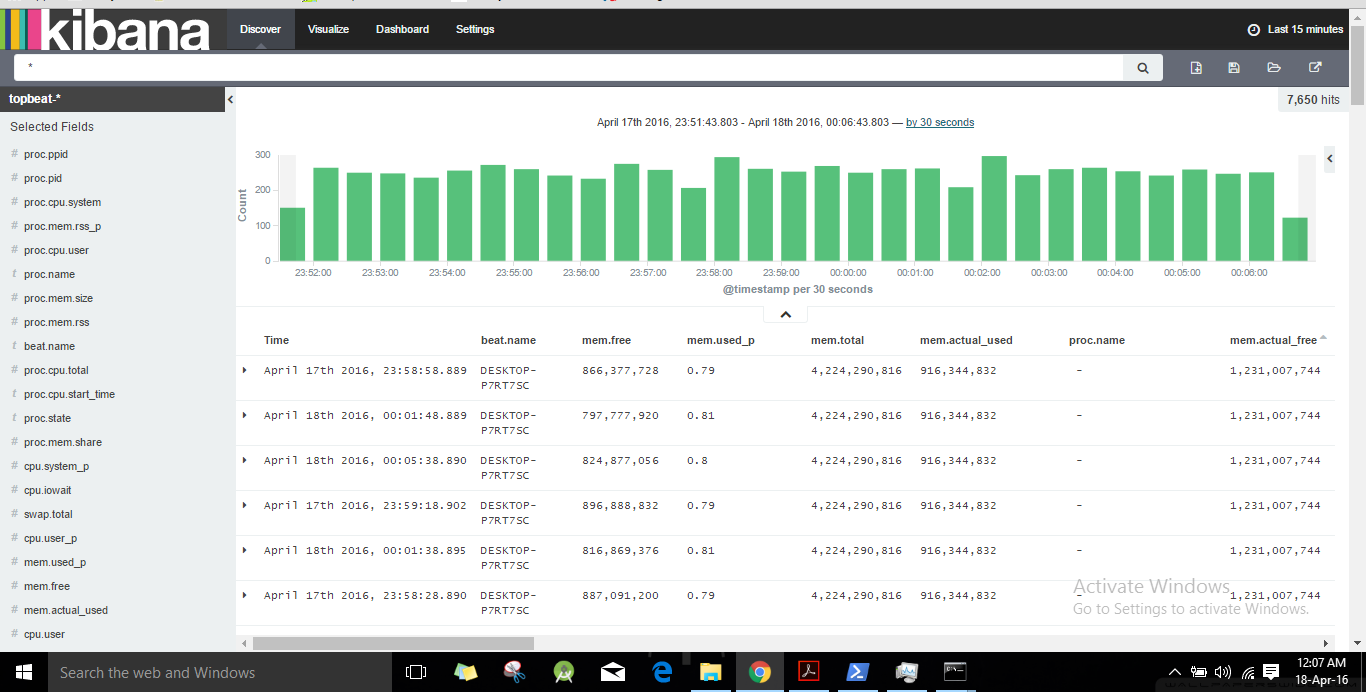 kibana
Discover Visualize Dashboard Settings
Last 15 minutes
*
topbeat-*
7,650 hits
Selected Fields
# proc.ppid
# proc.pid
# proc.cpu.system
# proc.mem.rss_p
# proc.cpu.user
t proc.name
# proc.mem.size
# proc.mem.rss
t beat.name
# proc.cpu.total
t proc.cpu.start_time
t proc.state
# proc.mem.share
# cpu.system_p
# cpu.iowait
# swap.total
# cpu.user_p
# mem.used_p
# mem.free
# mem.actual_used
# cpu.user
April 17th 2016, 23:51:43.803 - April 18th 2016, 00:06:43.803 — by 30 seconds
Count
300
200
100
0
23:52:00 23:53:00 23:54:00 23:55:00 23:56:00 23:57:00 23:58:00 23:59:00 00:00:00 00:01:00 00:02:00 00:03:00 00:04:00 00:05:00 00:06:00
@timestamp per 30 seconds
Time beat.name mem.free mem.used_p mem.total mem.actual_used proc.name mem.actual_free
April 17th 2016, 23:58:58.889 DESKTOP- 866,377,728 0.79 4,224,290,816 916,344,832 - 1,231,007,744
P7RT7SC
April 18th 2016, 00:01:48.889 DESKTOP- 797,777,920 0.81 4,224,290,816 916,344,832 - 1,231,007,744
P7RT7SC
April 18th 2016, 00:05:38.890 DESKTOP- 824,877,056 0.8 4,224,290,816 916,344,832 - 1,231,007,744
P7RT7SC
April 17th 2016, 23:59:18.902 DESKTOP- 896,888,832 0.79 4,224,290,816 916,344,832 - 1,231,007,744
P7RT7SC
April 18th 2016, 00:01:38.895 DESKTOP- 816,869,376 0.81 4,224,290,816 916,344,832 - 1,231,007,744
P7RT7SC
April 17th 2016, 23:58:28.890 DESKTOP- 887,091,200 0.79 4,224,290,816 916,344,832 - 1,231,007,744
P7RT7SC
Activate Windows
Go to Settings to activate Windows.
Search the web and Windows
12:07 AM
18-Apr-16